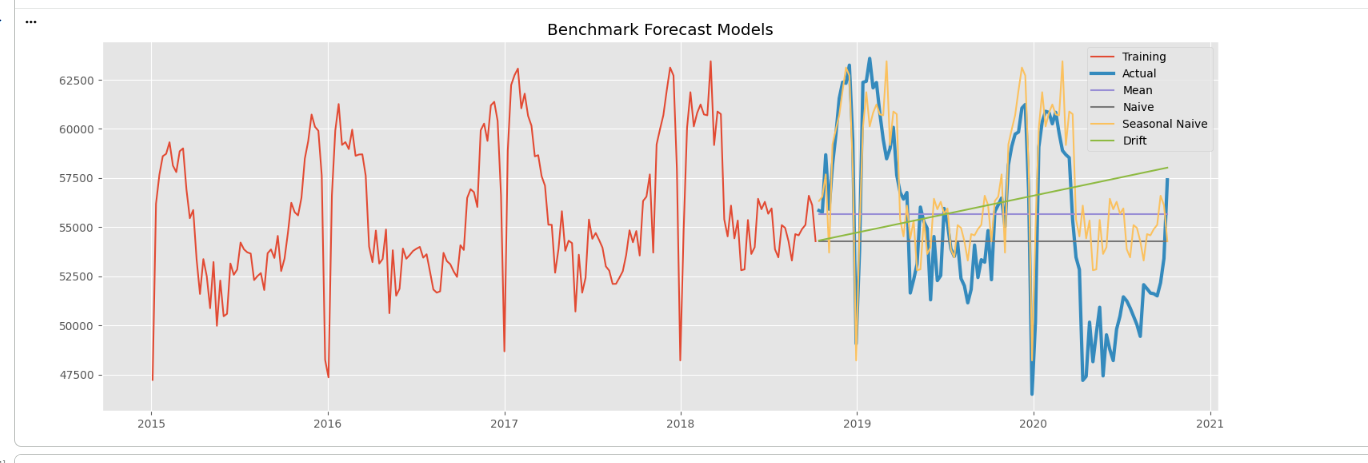 ...
Benchmark Forecast Models
62500
60000
57500
55000
52500
50000
47500
2015 2016 2017 2018 2019 2020 2021
Training
Actual
Mean
Naive
Seasonal Naive
Drift